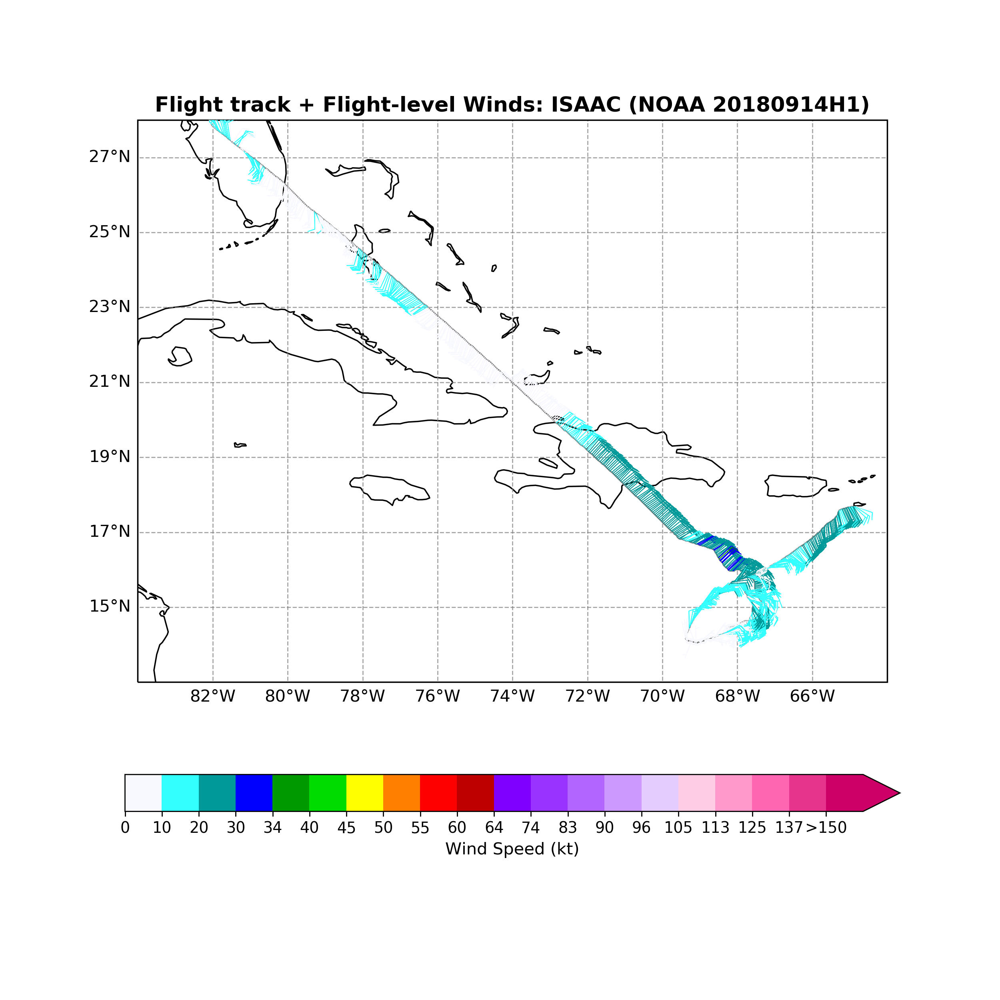 Flight track + Flight-level Winds: ISAAC (NOAA 20180914H1)
27°N
25°N
23°N
21°N
19°N
17°N
15°N
82°W 80°W 78°W 76°W 74°W 72°W 70°W 68°W 66°W
0 10 20 30 34 40 45 50 55 60 64 74 83 90 96 105 113 125 137 >150
Wind Speed (kt)